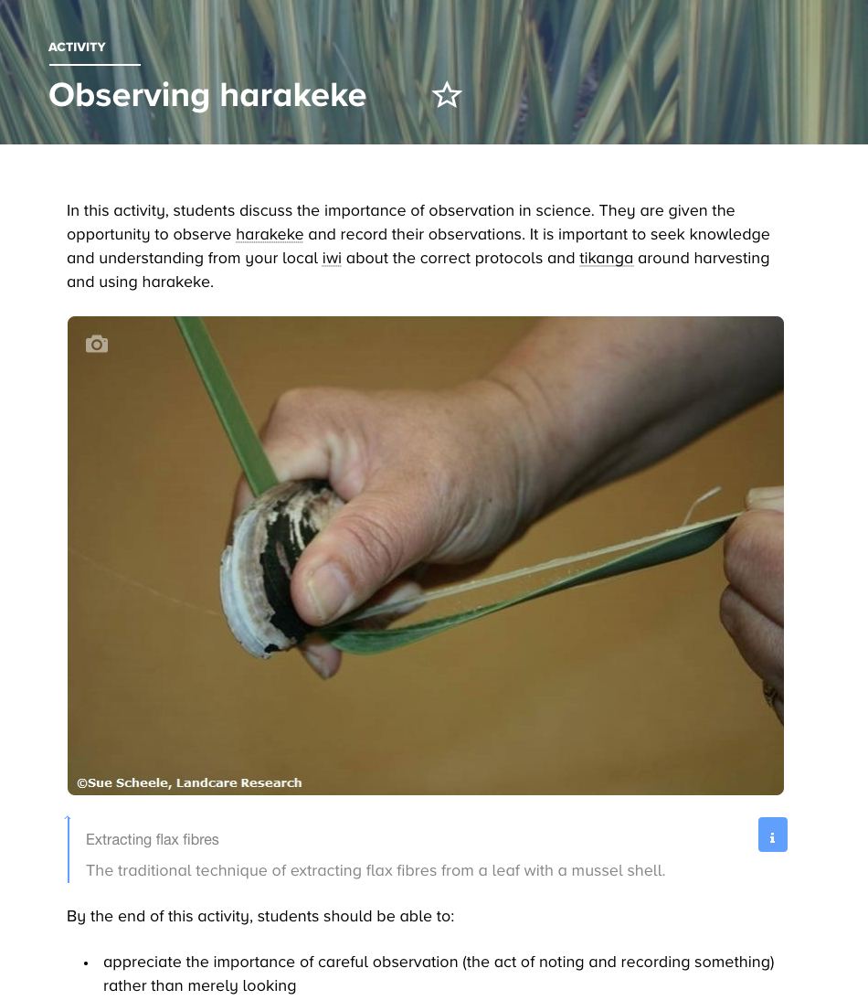 ACTIVITY
Observing harakeke
In this activity, students discuss the importance of observation in science. They are given the
opportunity to observe harakeke and record their observations. It is important to seek knowledge
and understanding from your local iwi about the correct protocols and tikanga around harvesting
and using harakeke.
©Sue Scheele, Landcare Research
Extracting flax fibres
i
The traditional technique of extracting flax fibres from a leaf with a mussel shell.
By the end of this activity, students should be able to:
• appreciate the importance of careful observation (the act of noting and recording something)
rather than merely looking